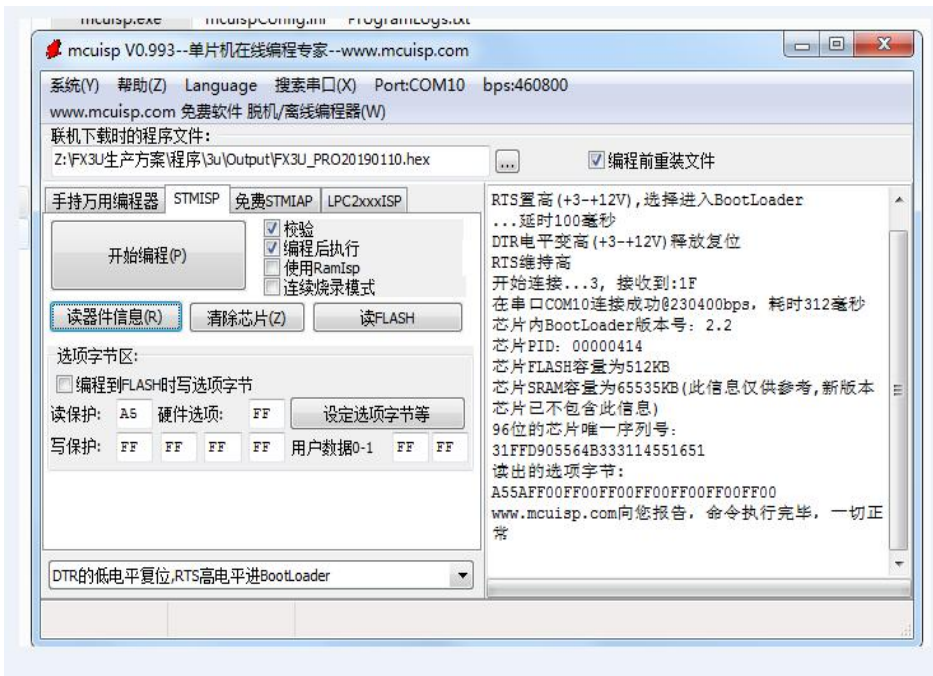 mcuisp.exe mcuispConfig.ini ProgramLogs.txt
mcuisp V0.993--单片机在线编程专家--www.mcuisp.com
系统(Y) 帮助(Z) Language 搜素串口(X) Port:COM10 bps:460800
www.mcuisp.com 免费软件 脱机/离线编程器(W)
联机下载时的程序文件:
Z:\FX3U生产方案\程序\3u\Output\FX3U_PRO20190110.hex ... 编程前重装文件
手持万用编程器 STMISP 免费STMIAP LPC2xxxISP
开始编程(P)
校验
编程后执行
使用RamIsp
连续烧录模式
读器件信息(R) 清除芯片(Z) 读FLASH
选项字节区:
编程到FLASH时写选项字节
读保护: A5 硬件选项: FF 设定选项字节等
写保护: FF FF FF FF 用户数据0-1 FF FF
DTR的低电平复位,RTS高电平进BootLoader
RTS置高(+3-+12V),选择进入BootLoader
...延时100毫秒
DTR电平变高(+3-+12V)释放复位
RTS维持高
开始连接...3, 接收到:1F
在串口COM10连接成功@230400bps, 耗时312毫秒
芯片内BootLoader版本号: 2.2
芯片PID: 00000414
芯片FLASH容量为512KB
芯片SRAM容量为65535KB(此信息仅供参考,新版本
芯片已不包含此信息)
96位的芯片唯一序列号:
31FFD905564B333114551651
读出的选项字节:
A55AFF00FF00FF00FF00FF00FF00FF00
www.mcuisp.com向您报告, 命令执行完毕, 一切正
常